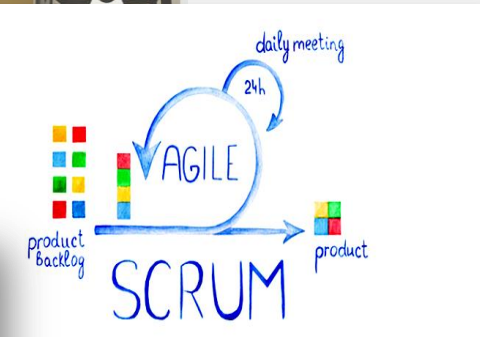 daily meeting
24h
AGILE
product
backlog
product
SCRUM